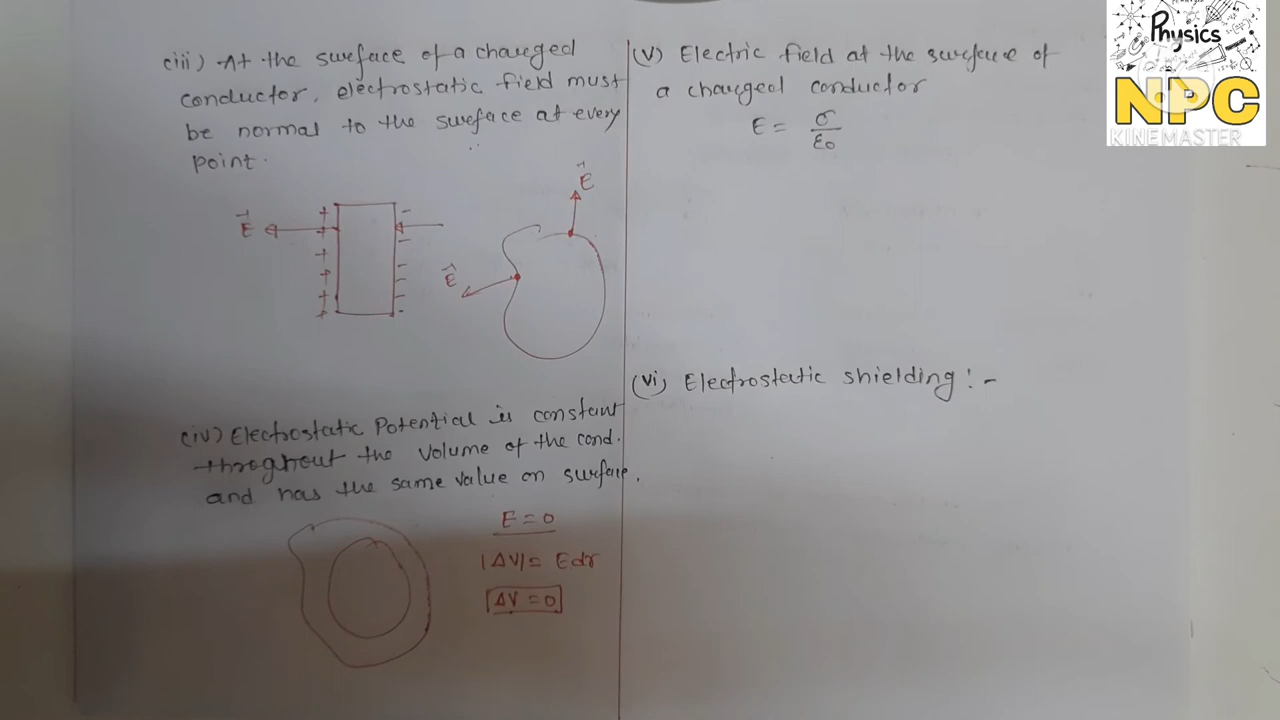 (iii) At the surface of a charged
conductor, electrostatic field must
be normal to the surface at every
point.
E
+
+
+
+
+
+
-
-
-
-
-
-
E
E
(iv) Electrostatic Potential is constant
throghout the volume of the cond.
and has the same value on surface.
E = 0
|ΔV| = Edr
ΔV = 0
(v) Electric field at the surface of
a charged conductor
E = σ/ε0
(vi) Electrostatic shielding : -
Physics
NPC
KINEMASTER